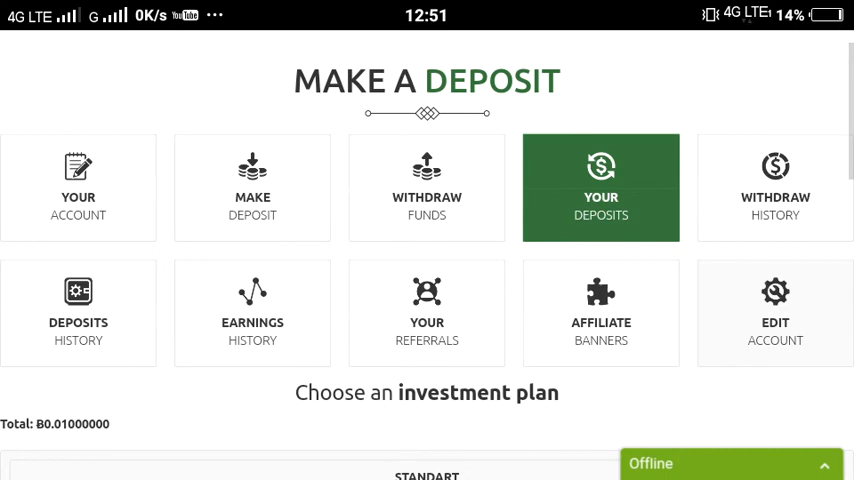 4G LTE G 0K/s YouTube ... 12:51 4G LTE 14%
MAKE A DEPOSIT
YOUR
ACCOUNT
MAKE
DEPOSIT
WITHDRAW
FUNDS
YOUR
DEPOSITS
WITHDRAW
HISTORY
DEPOSITS
HISTORY
EARNINGS
HISTORY
YOUR
REFERRALS
AFFILIATE
BANNERS
EDIT
ACCOUNT
Choose an investment plan
Total: Ƀ0.01000000
STANDART
Offline